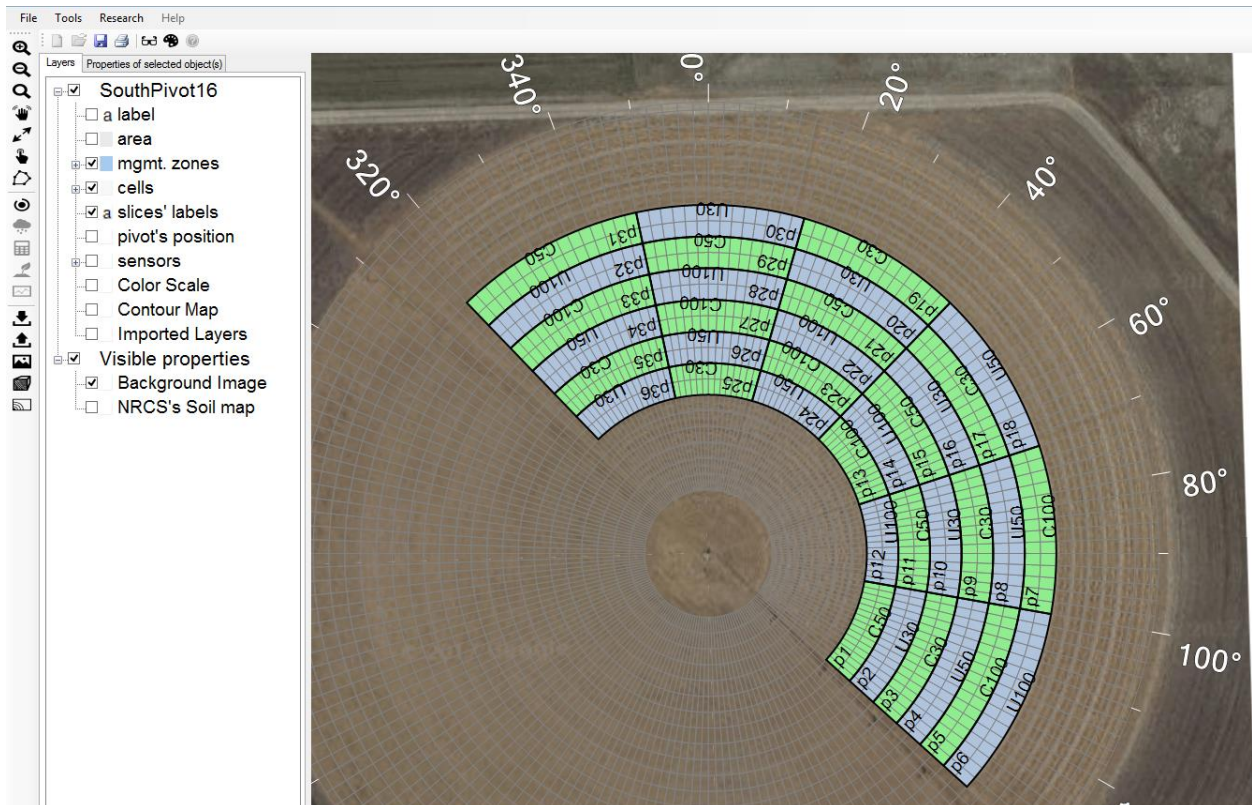 File Tools Research Help
Layers Properties of selected object(s)
SouthPivot16
a label
area
mgmt. zones
cells
a slices' labels
pivot's position
sensors
Color Scale
Contour Map
Imported Layers
Visible properties
Background Image
NRCS's Soil map
320°
340°
0°
20°
40°
60°
80°
100°
C50 p31
U100 p32
C100 p33
U50 p34
C30 p35
U30 p36
U30 p30
C50 p29
U100 p28
C100 p27
U50 p26
C30 p25
C30 p19
U30 p20
C50 p21
U100 p22
C100 p23
U50 p24
p13 C100
p14 U100
p15 C50
p16 U30
p17 C30
p18 U50
p12 U100
p11 C50
p10 U30
p9 C30
p8 U50
p7 C100
p1 C50
p2 U30
p3 C30
p4 U50
p5 C100
p6 U100